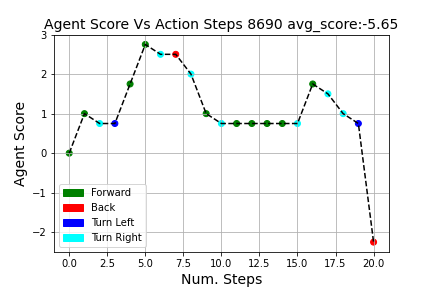 Agent Score Vs Action Steps 8690 avg_score:-5.65
Agent Score
3
2
1
0
−1
−2
Forward
Back
Turn Left
Turn Right
0.0 2.5 5.0 7.5 10.0 12.5 15.0 17.5 20.0
Num. Steps